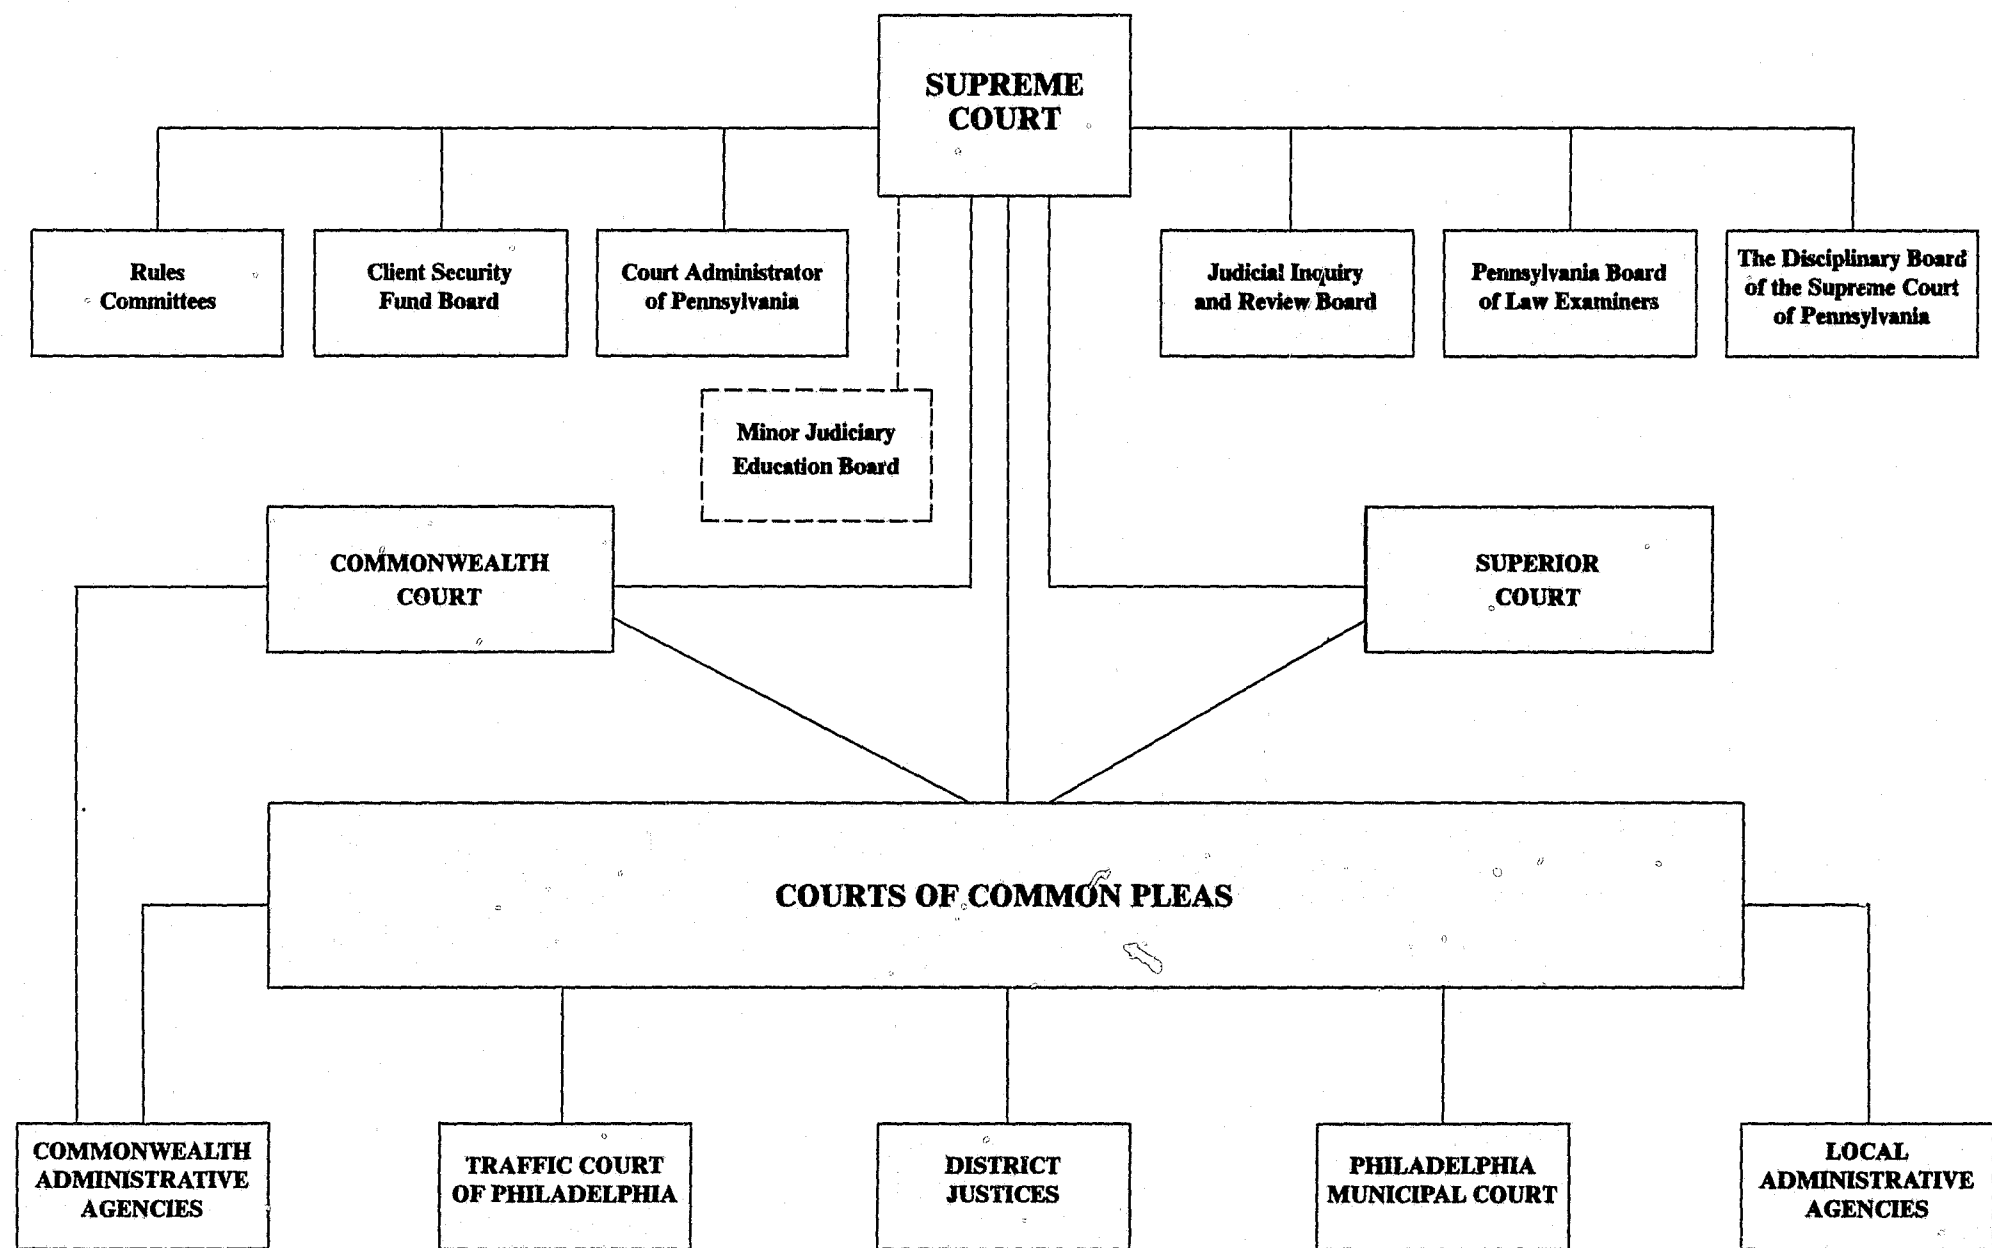 SUPREME
COURT
Rules
Committees
Client Security
Fund Board
Court Administrator
of Pennsylvania
Judicial Inquiry
and Review Board
Pennsylvania Board
of Law Examiners
The Disciplinary Board
of the Supreme Court
of Pennsylvania
Minor Judiciary
Education Board
COMMONWEALTH
COURT
SUPERIOR
COURT
COURTS OF COMMON PLEAS
COMMONWEALTH
ADMINISTRATIVE
AGENCIES
TRAFFIC COURT
OF PHILADELPHIA
DISTRICT
JUSTICES
PHILADELPHIA
MUNICIPAL COURT
LOCAL
ADMINISTRATIVE
AGENCIES